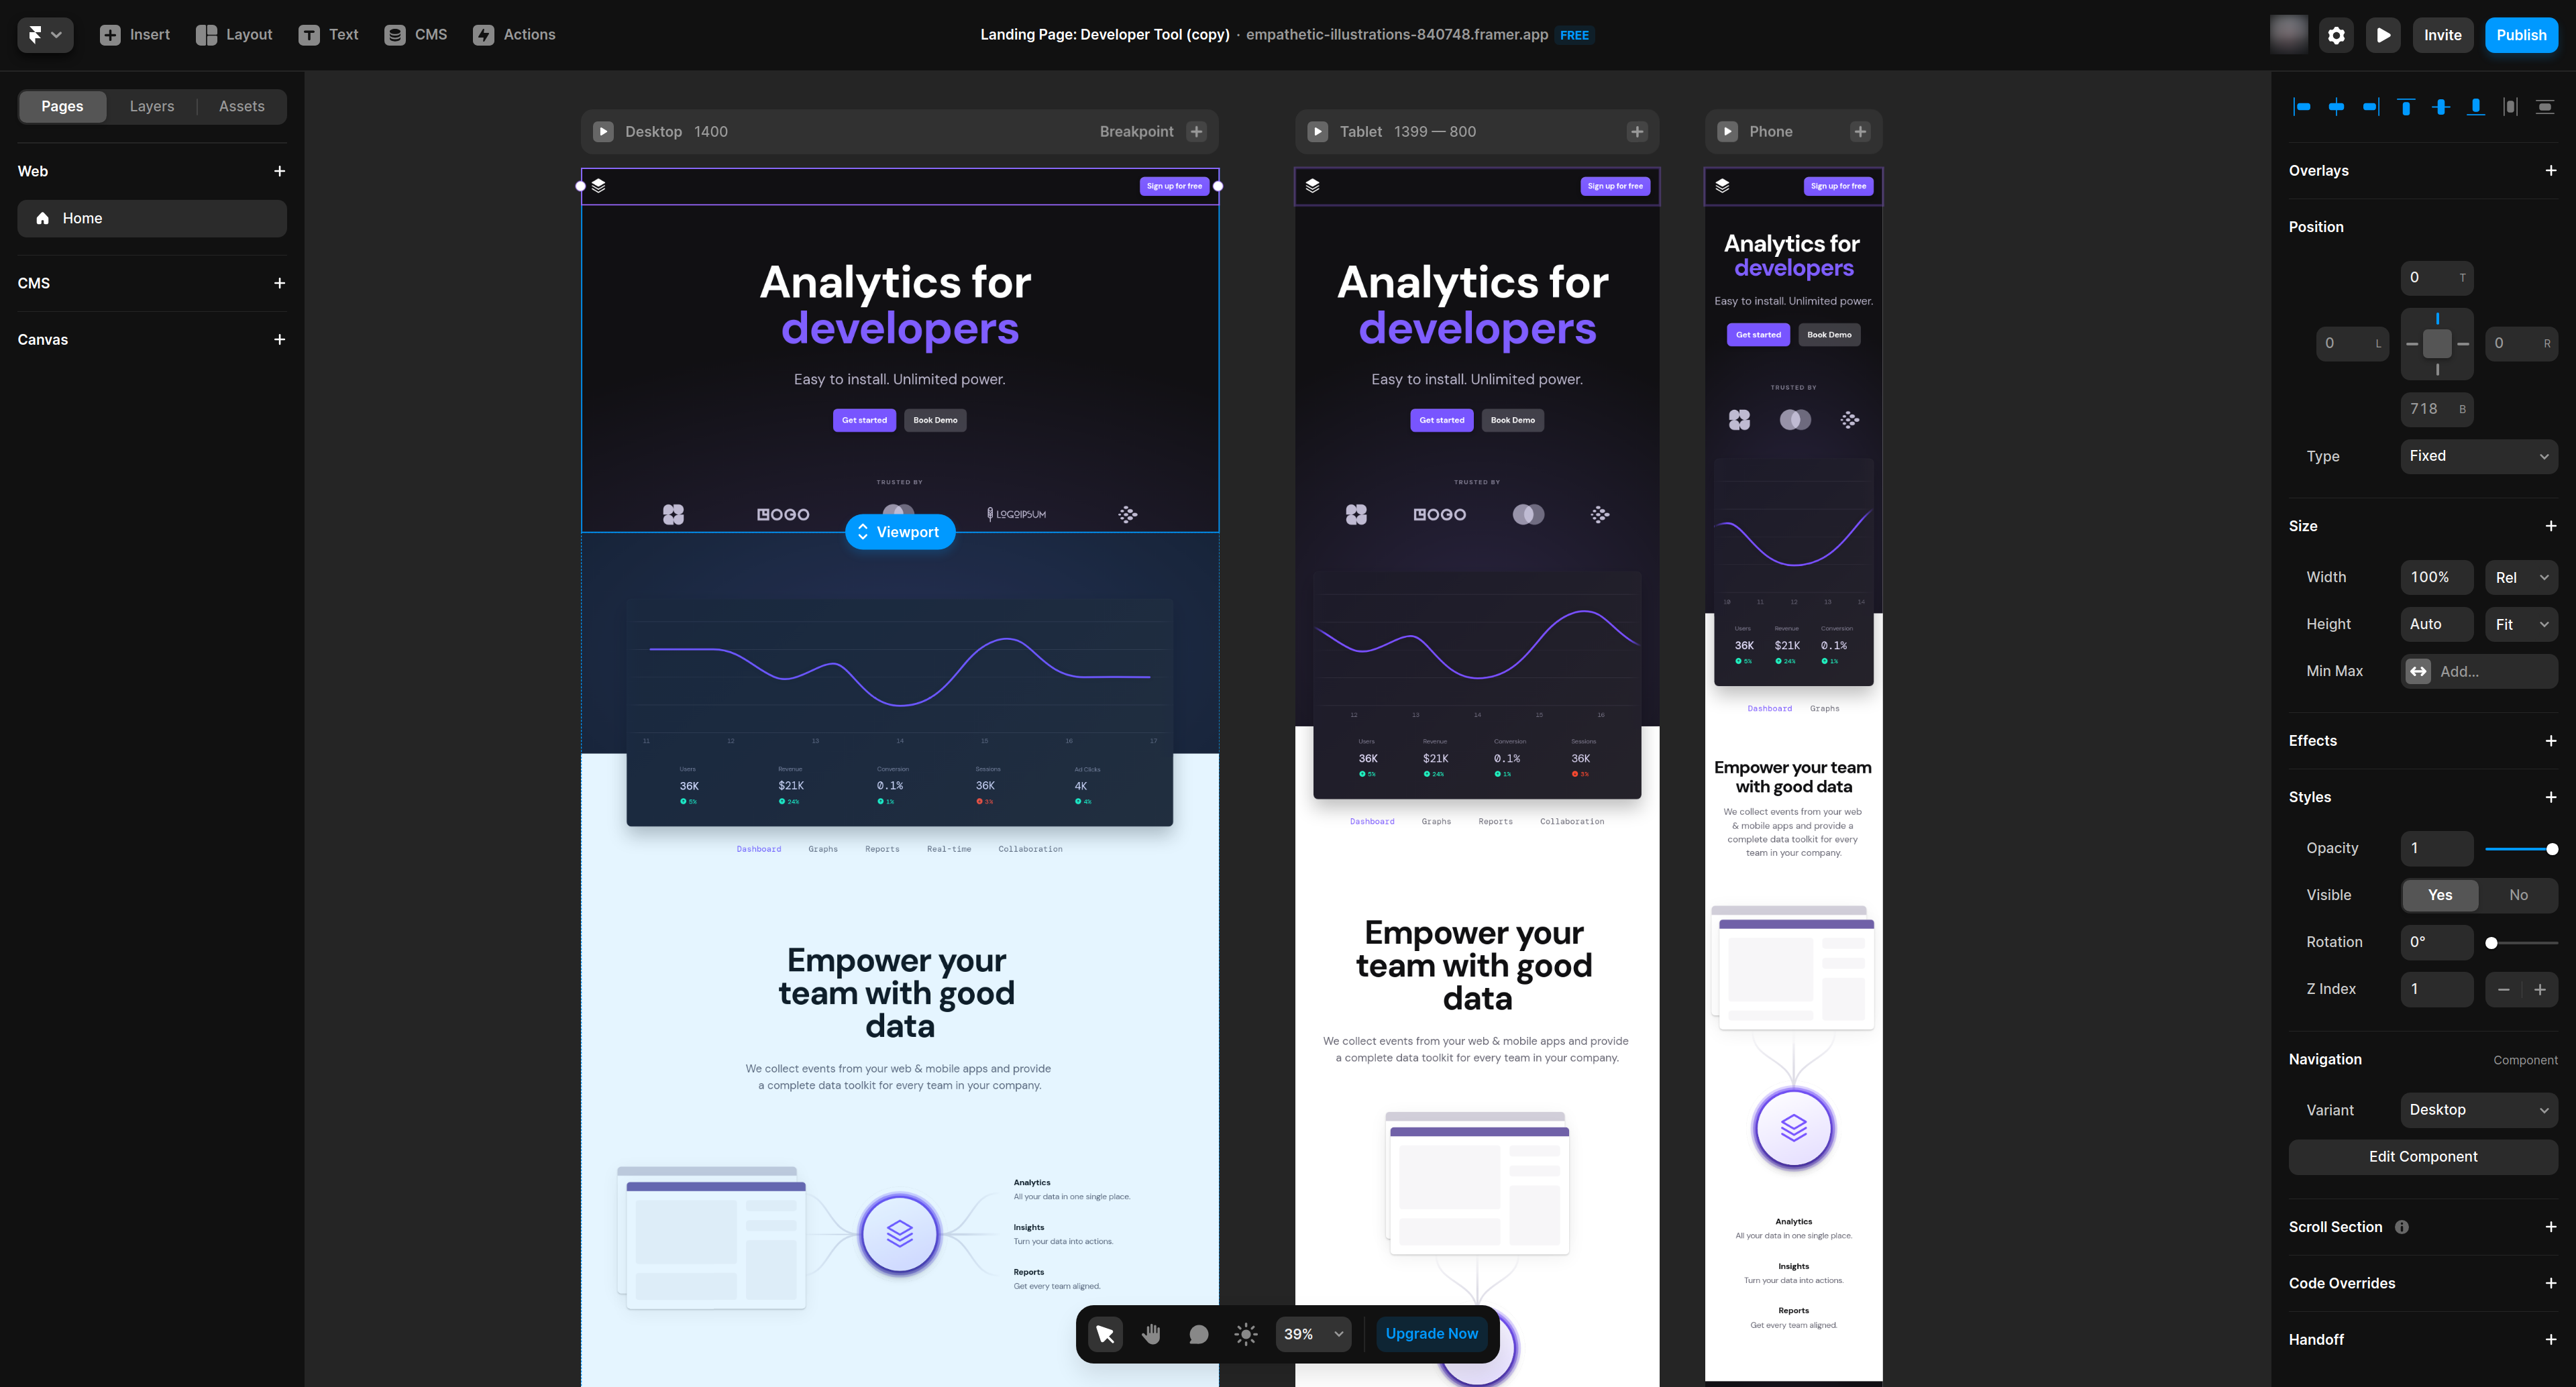 Insert
Layout
Text
CMS
Actions
Landing Page: Developer Tool (copy) · empathetic-illustrations-840748.framer.app FREE
Invite
Publish
Pages
Layers
Assets
Web
Home
CMS
Canvas
Desktop 1400
Breakpoint
Sign up for free
Analytics for
developers
Easy to install. Unlimited power.
Get started
Book Demo
TRUSTED BY
LOGO
LOGOIPSUM
Viewport
11 12 13 14 15 16 17
Users Revenue Conversion Sessions Ad Clicks
36K $21K 0.1% 36K 4K
5% 24% 1% 3% 4%
Dashboard Graphs Reports Real-time Collaboration
Empower your
team with good
data
We collect events from your web & mobile apps and provide
a complete data toolkit for every team in your company.
Analytics
All your data in one single place.
Insights
Turn your data into actions.
Reports
Get every team aligned.
Tablet 1399 — 800
Sign up for free
Analytics for
developers
Easy to install. Unlimited power.
Get started
Book Demo
TRUSTED BY
LOGO
12 13 14 15 16
Users Revenue Conversion Sessions
36K $21K 0.1% 36K
5% 24% 1% 3%
Dashboard Graphs Reports Collaboration
Empower your
team with good
data
We collect events from your web & mobile apps and provide
a complete data toolkit for every team in your company.
Phone
Sign up for free
Analytics for
developers
Easy to install. Unlimited power.
Get started
Book Demo
TRUSTED BY
11 12 13 14
Users Revenue Conversion
36K $21K 0.1%
5% 24% 1%
Dashboard Graphs
Empower your team
with good data
We collect events from your web
& mobile apps and provide a
complete data toolkit for every
team in your company.
Analytics
All your data in one single place.
Insights
Turn your data into actions.
Reports
Get every team aligned.
39%
Upgrade Now
Overlays
Position
0 T
0 L
0 R
718 B
Type Fixed
Size
Width 100% Rel
Height Auto Fit
Min Max Add...
Effects
Styles
Opacity 1
Visible Yes No
Rotation 0°
Z Index 1
Navigation Component
Variant Desktop
Edit Component
Scroll Section
Code Overrides
Handoff